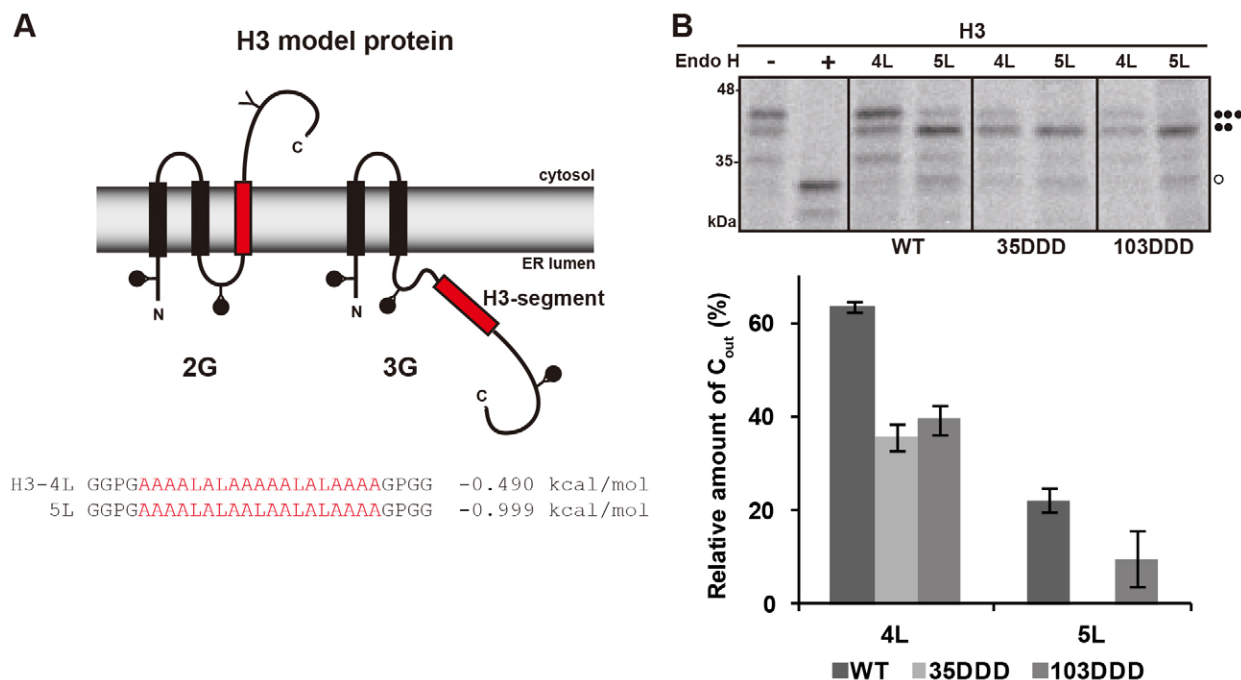 A
H3 model protein
C
cytosol
ER lumen
N
N
H3-segment
2G
3G
C
H3-4L GGPGAAAALALAAAAALALAAAAGPGG -0.490 kcal/mol
5L GGPGAAAALALAALAALALAAAAGPGG -0.999 kcal/mol
B
H3
Endo H - + 4L 5L 4L 5L 4L 5L
48-
35-
kDa
WT 35DDD 103DDD
Relative amount of Cout (%)
60
40
20
0
4L 5L
WT 35DDD 103DDD